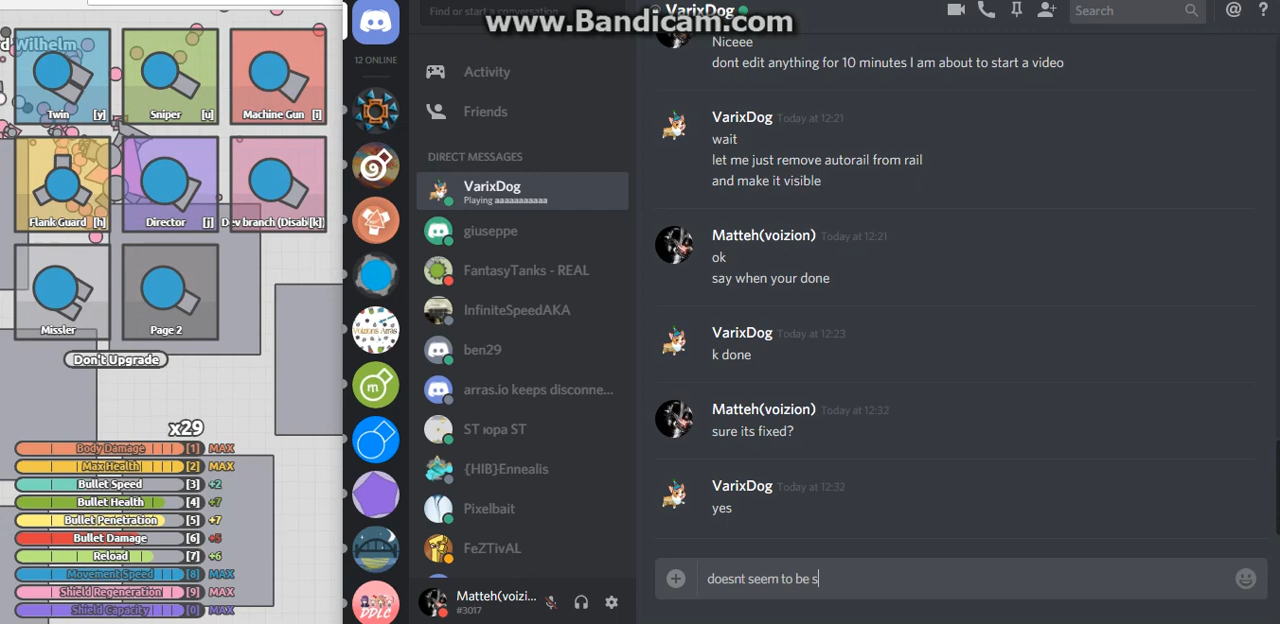 www.Bandicam.com
Wilhelm
Twin [y]
Sniper [u]
Machine Gun [i]
Flank Guard [h]
Director [j]
Dev branch (Disab[k]
Missler
Page 2
Don't Upgrade
x29
Body Damage [1] MAX
Max Health [2] MAX
Bullet Speed [3] +2
Bullet Health [4] +7
Bullet Penetration [5] +7
Bullet Damage [6] +5
Reload [7] +6
Movement Speed [8] MAX
Shield Regeneration [9] MAX
Shield Capacity [0] MAX
12 ONLINE
DDLC
Find or start a conversation
Activity
Friends
DIRECT MESSAGES
VarixDog
Playing aaaaaaaaaaa
giuseppe
FantasyTanks - REAL
InfiniteSpeedAKA
ben29
arras.io keeps disconne...
ST юра ST
{HIB}Ennealis
Pixelbait
FeZTivAL
Matteh(voizi...
#3017
VarixDog
Search
Niceee
dont edit anything for 10 minutes I am about to start a video
VarixDog Today at 12:21
wait
let me just remove autorail from rail
and make it visible
Matteh(voizion) Today at 12:21
ok
say when your done
VarixDog Today at 12:23
k done
Matteh(voizion) Today at 12:32
sure its fixed?
VarixDog Today at 12:32
yes
doesnt seem to be s